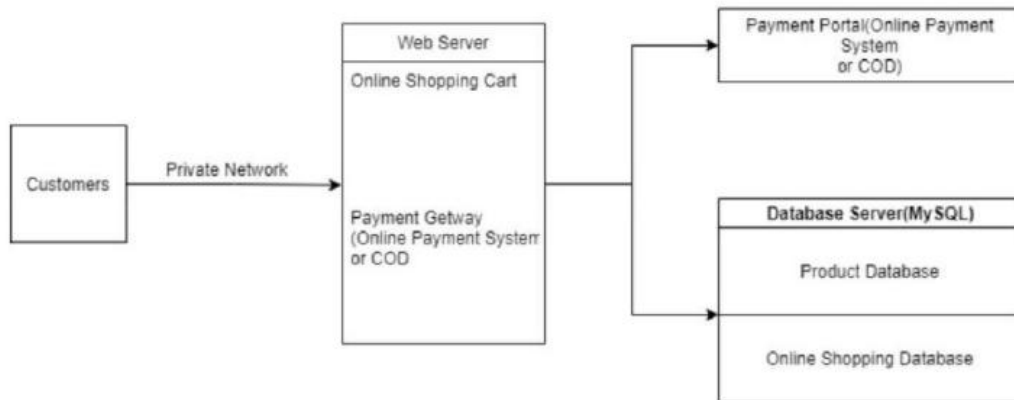 Customers
Private Network
Web Server
Online Shopping Cart
Payment Getway
(Online Payment System
or COD
Payment Portal(Online Payment
System
or COD)
Database Server(MySQL)
Product Database
Online Shopping Database